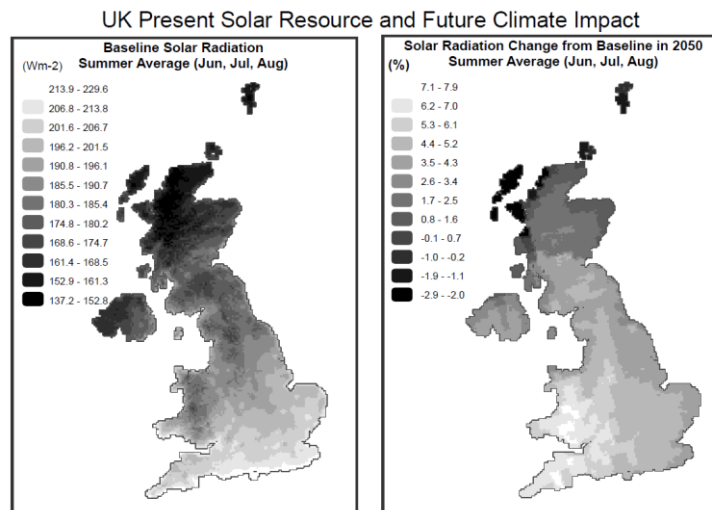 UK Present Solar Resource and Future Climate Impact
Baseline Solar Radiation
(Wm-2) Summer Average (Jun, Jul, Aug)
213.9 - 229.6
206.8 - 213.8
201.6 - 206.7
196.2 - 201.5
190.8 - 196.1
185.5 - 190.7
180.3 - 185.4
174.8 - 180.2
168.6 - 174.7
161.4 - 168.5
152.9 - 161.3
137.2 - 152.8
Solar Radiation Change from Baseline in 2050
(%) Summer Average (Jun, Jul, Aug)
7.1 - 7.9
6.2 - 7.0
5.3 - 6.1
4.4 - 5.2
3.5 - 4.3
2.6 - 3.4
1.7 - 2.5
0.8 - 1.6
-0.1 - 0.7
-1.0 - -0.2
-1.9 - -1.1
-2.9 - -2.0